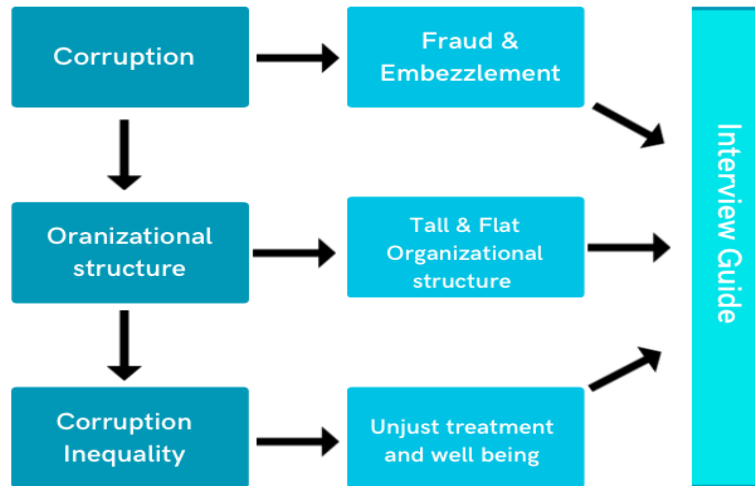 Corruption
Fraud &
Embezzlement
Oranizational
structure
Tall & Flat
Organizational
structure
Corruption
Inequality
Unjust treatment
and well being
Interview Guide